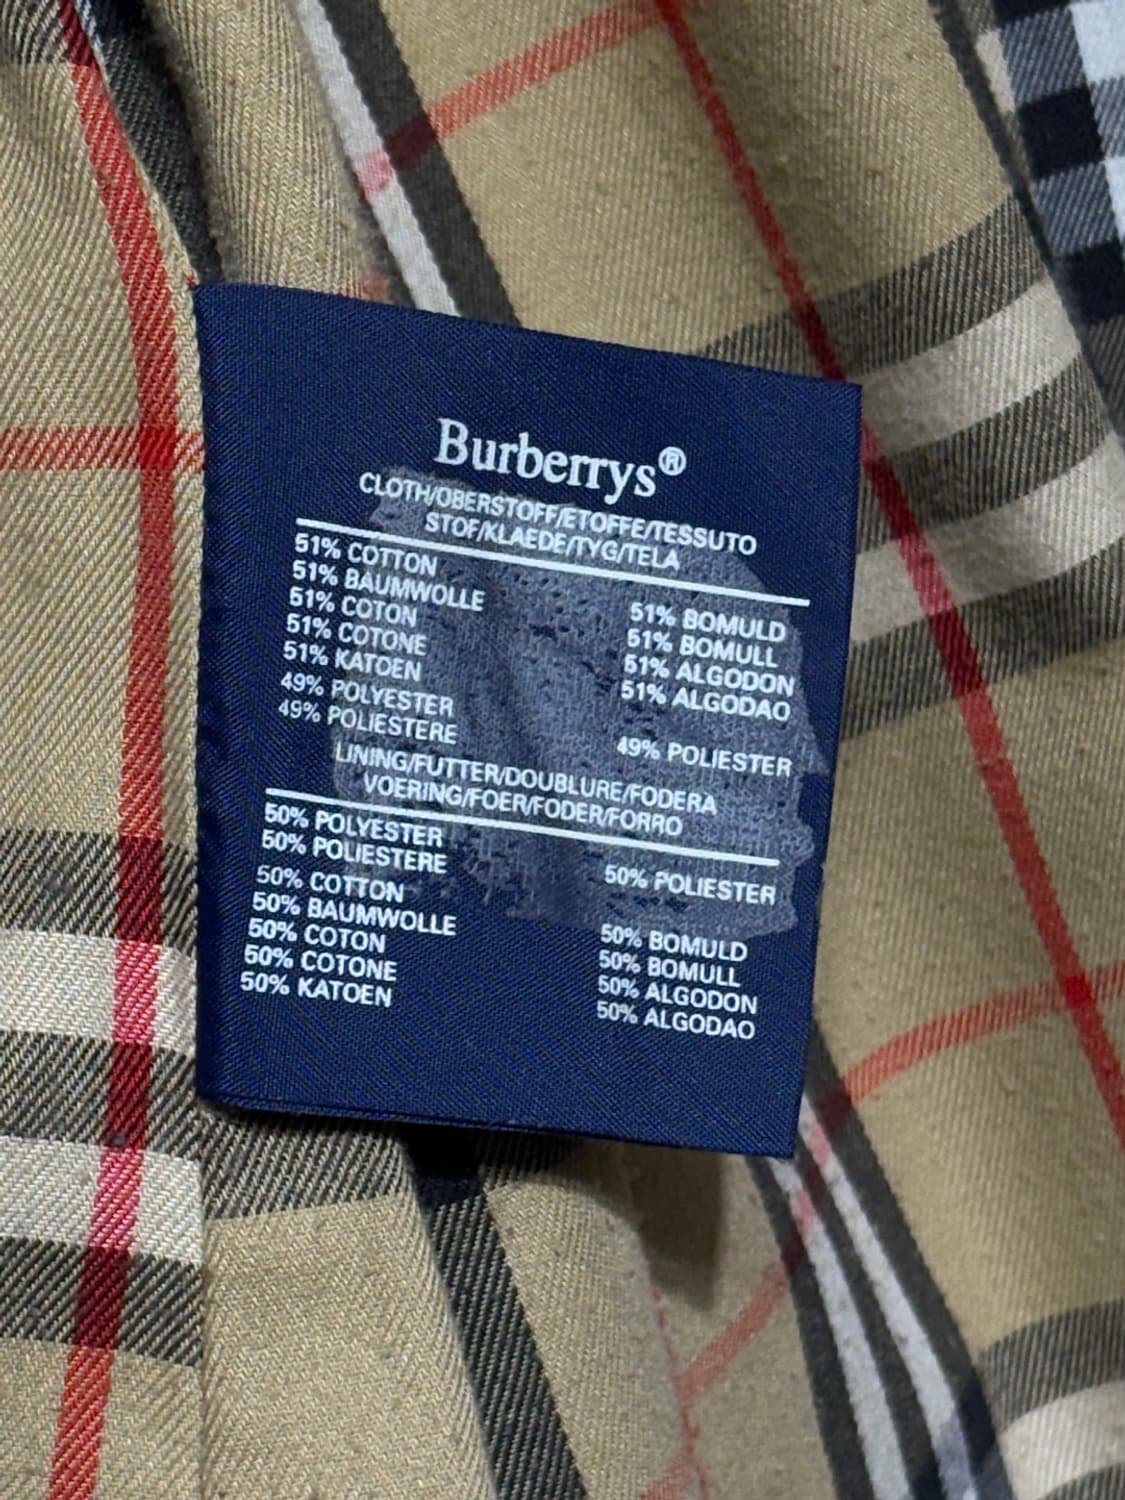 Burberrys®
CLOTH/OBERSTOFF/ETOFFE/TESSUTO
STOF/KLAEDE/TYG/TELA
51% COTTON
51% BAUMWOLLE
51% COTON
51% COTONE
51% KATOEN
49% POLYESTER
49% POLIESTERE
51% BOMULD
51% BOMULL
51% ALGODON
51% ALGODAO
49% POLIESTER
LINING/FUTTER/DOUBLURE/FODERA
VOERING/FOER/FODER/FORRO
50% POLYESTER
50% POLIESTERE
50% COTTON
50% BAUMWOLLE
50% COTON
50% COTONE
50% KATOEN
50% POLIESTER
50% BOMULD
50% BOMULL
50% ALGODON
50% ALGODAO